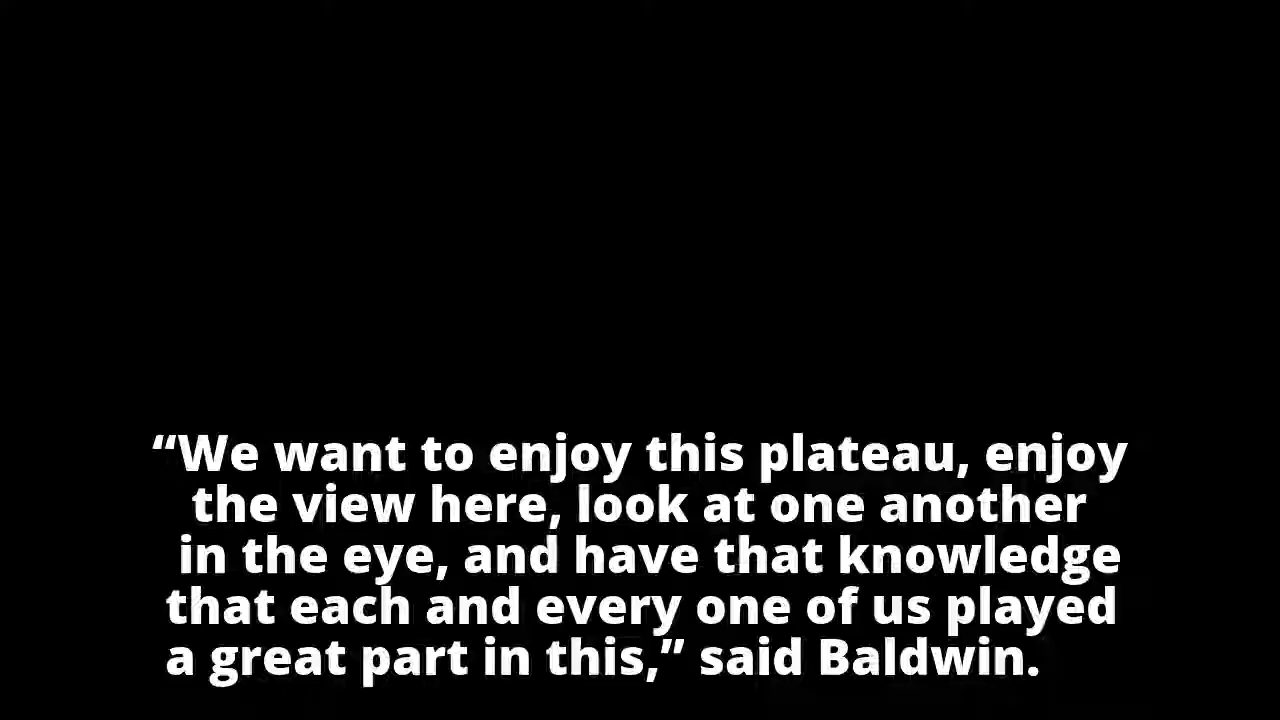 “We want to enjoy this plateau, enjoy
the view here, look at one another
in the eye, and have that knowledge
that each and every one of us played
a great part in this,” said Baldwin.